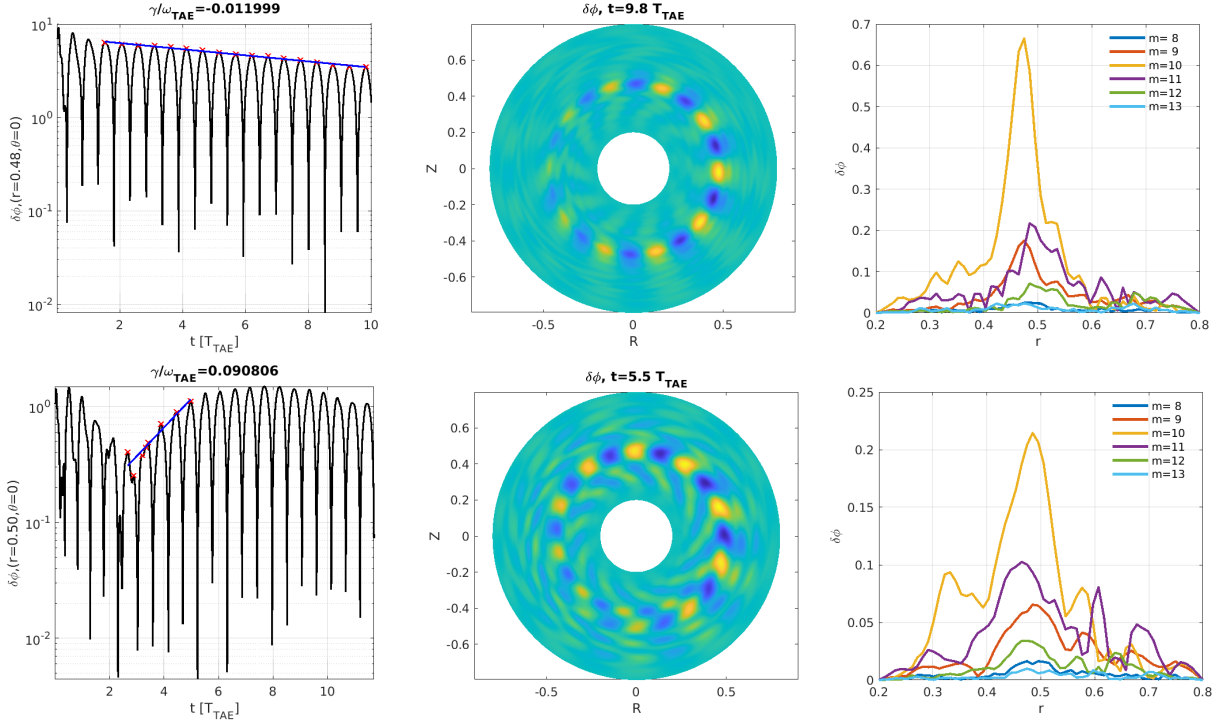 γ/ω_TAE=-0.011999
10^1
10^0
10^-1
10^-2
δϕ,(r=0.48,θ=0)
2 4 6 8 10
t [T_TAE]
δϕ, t=9.8 T_TAE
0.6
0.4
0.2
0
-0.2
-0.4
-0.6
Z
-0.5 0 0.5
R
0.7
0.6
0.5
0.4
0.3
0.2
0.1
0
δϕ
m= 8
m= 9
m=10
m=11
m=12
m=13
0.2 0.3 0.4 0.5 0.6 0.7 0.8
r
γ/ω_TAE=0.090806
10^0
10^-1
10^-2
δϕ,(r=0.50,θ=0)
2 4 6 8 10
t [T_TAE]
δϕ, t=5.5 T_TAE
0.6
0.4
0.2
0
-0.2
-0.4
-0.6
Z
-0.5 0 0.5
R
0.25
0.2
0.15
0.1
0.05
0
δϕ
m= 8
m= 9
m=10
m=11
m=12
m=13
0.2 0.3 0.4 0.5 0.6 0.7 0.8
r